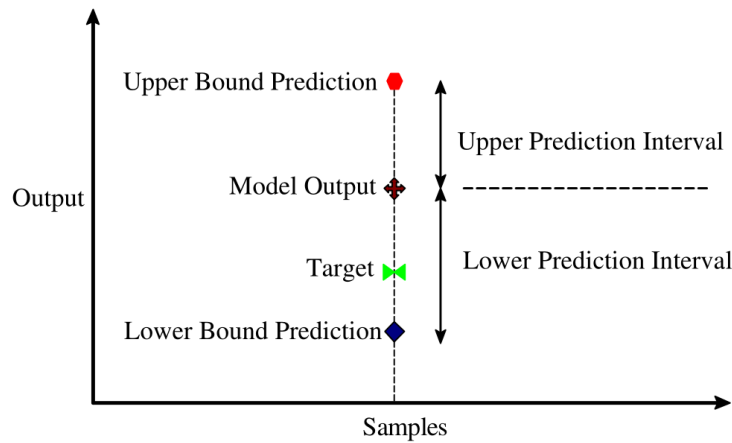 Upper Bound Prediction
Upper Prediction Interval
Model Output
Output
Target
Lower Prediction Interval
Lower Bound Prediction
Samples